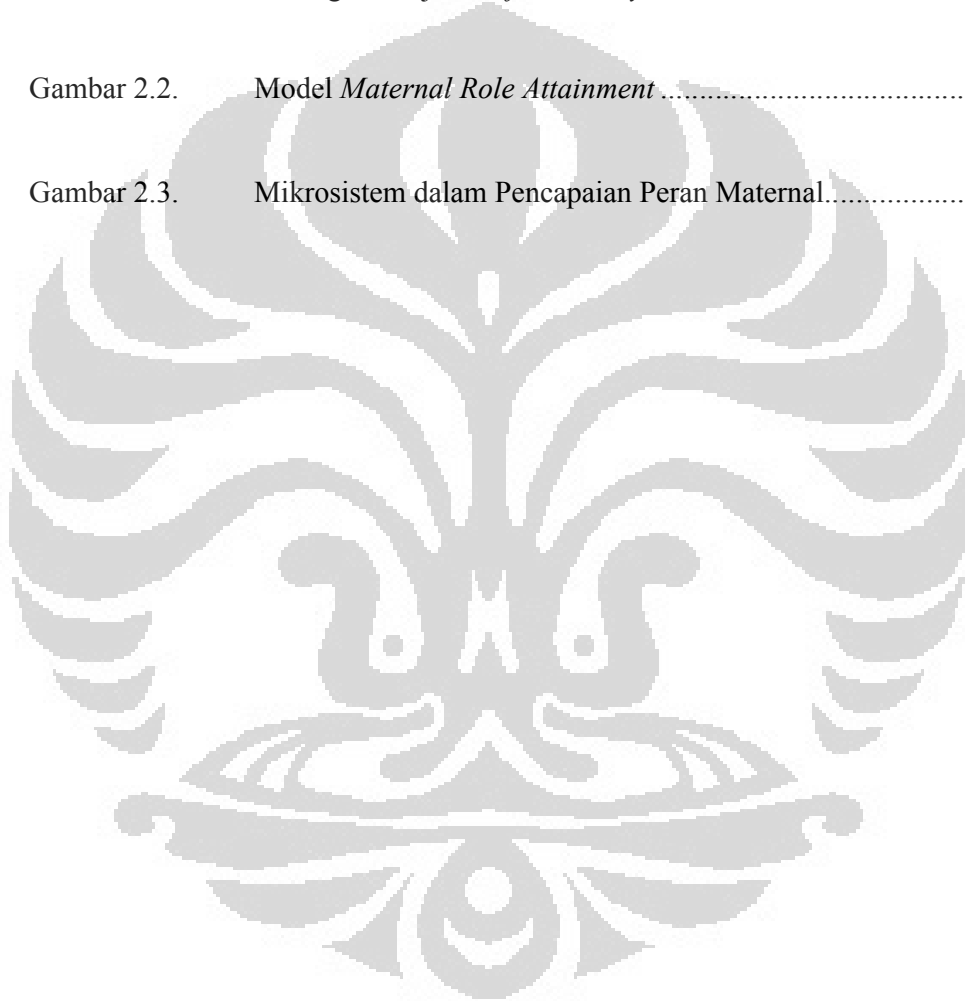 Gambar 2.2. Model Maternal Role Attainment ........................................
Gambar 2.3. Mikrosistem dalam Pencapaian Peran Maternal..................